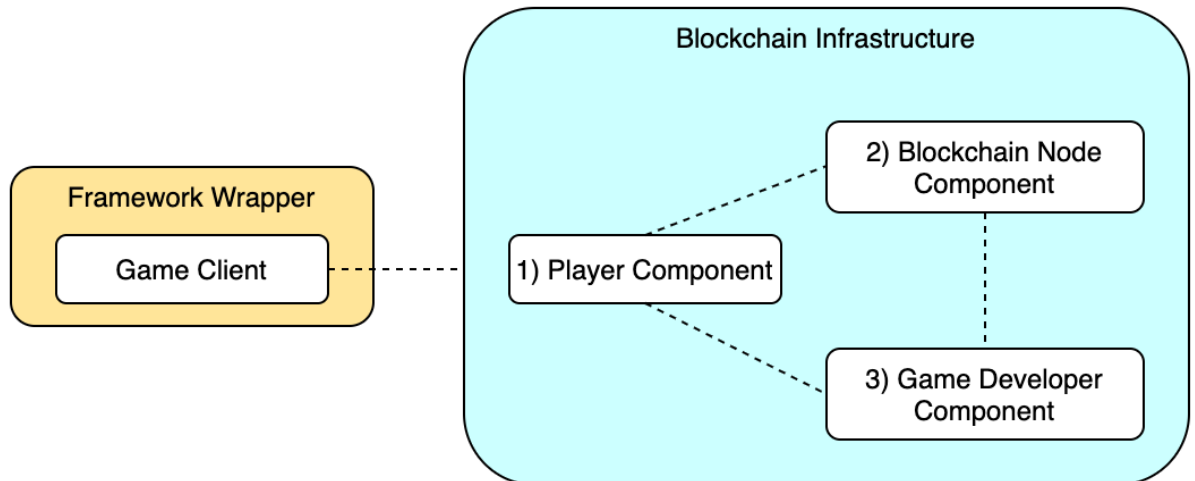 Blockchain Infrastructure
Framework Wrapper
Game Client
1) Player Component
2) Blockchain Node
Component
3) Game Developer
Component